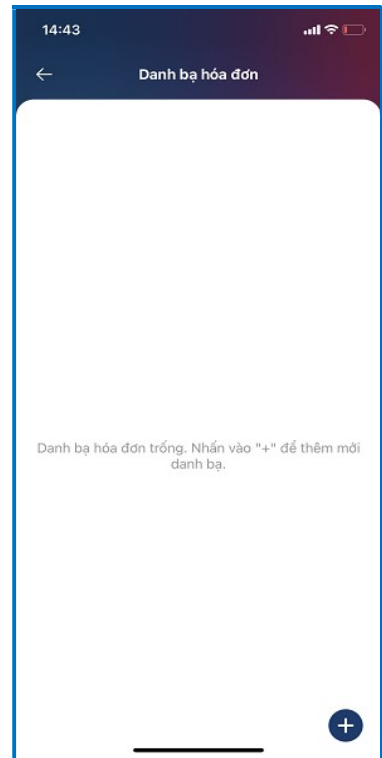 14:43
Danh bạ hóa đơn
Danh bạ hóa đơn trống. Nhấn vào "+" để thêm mới
danh bạ.